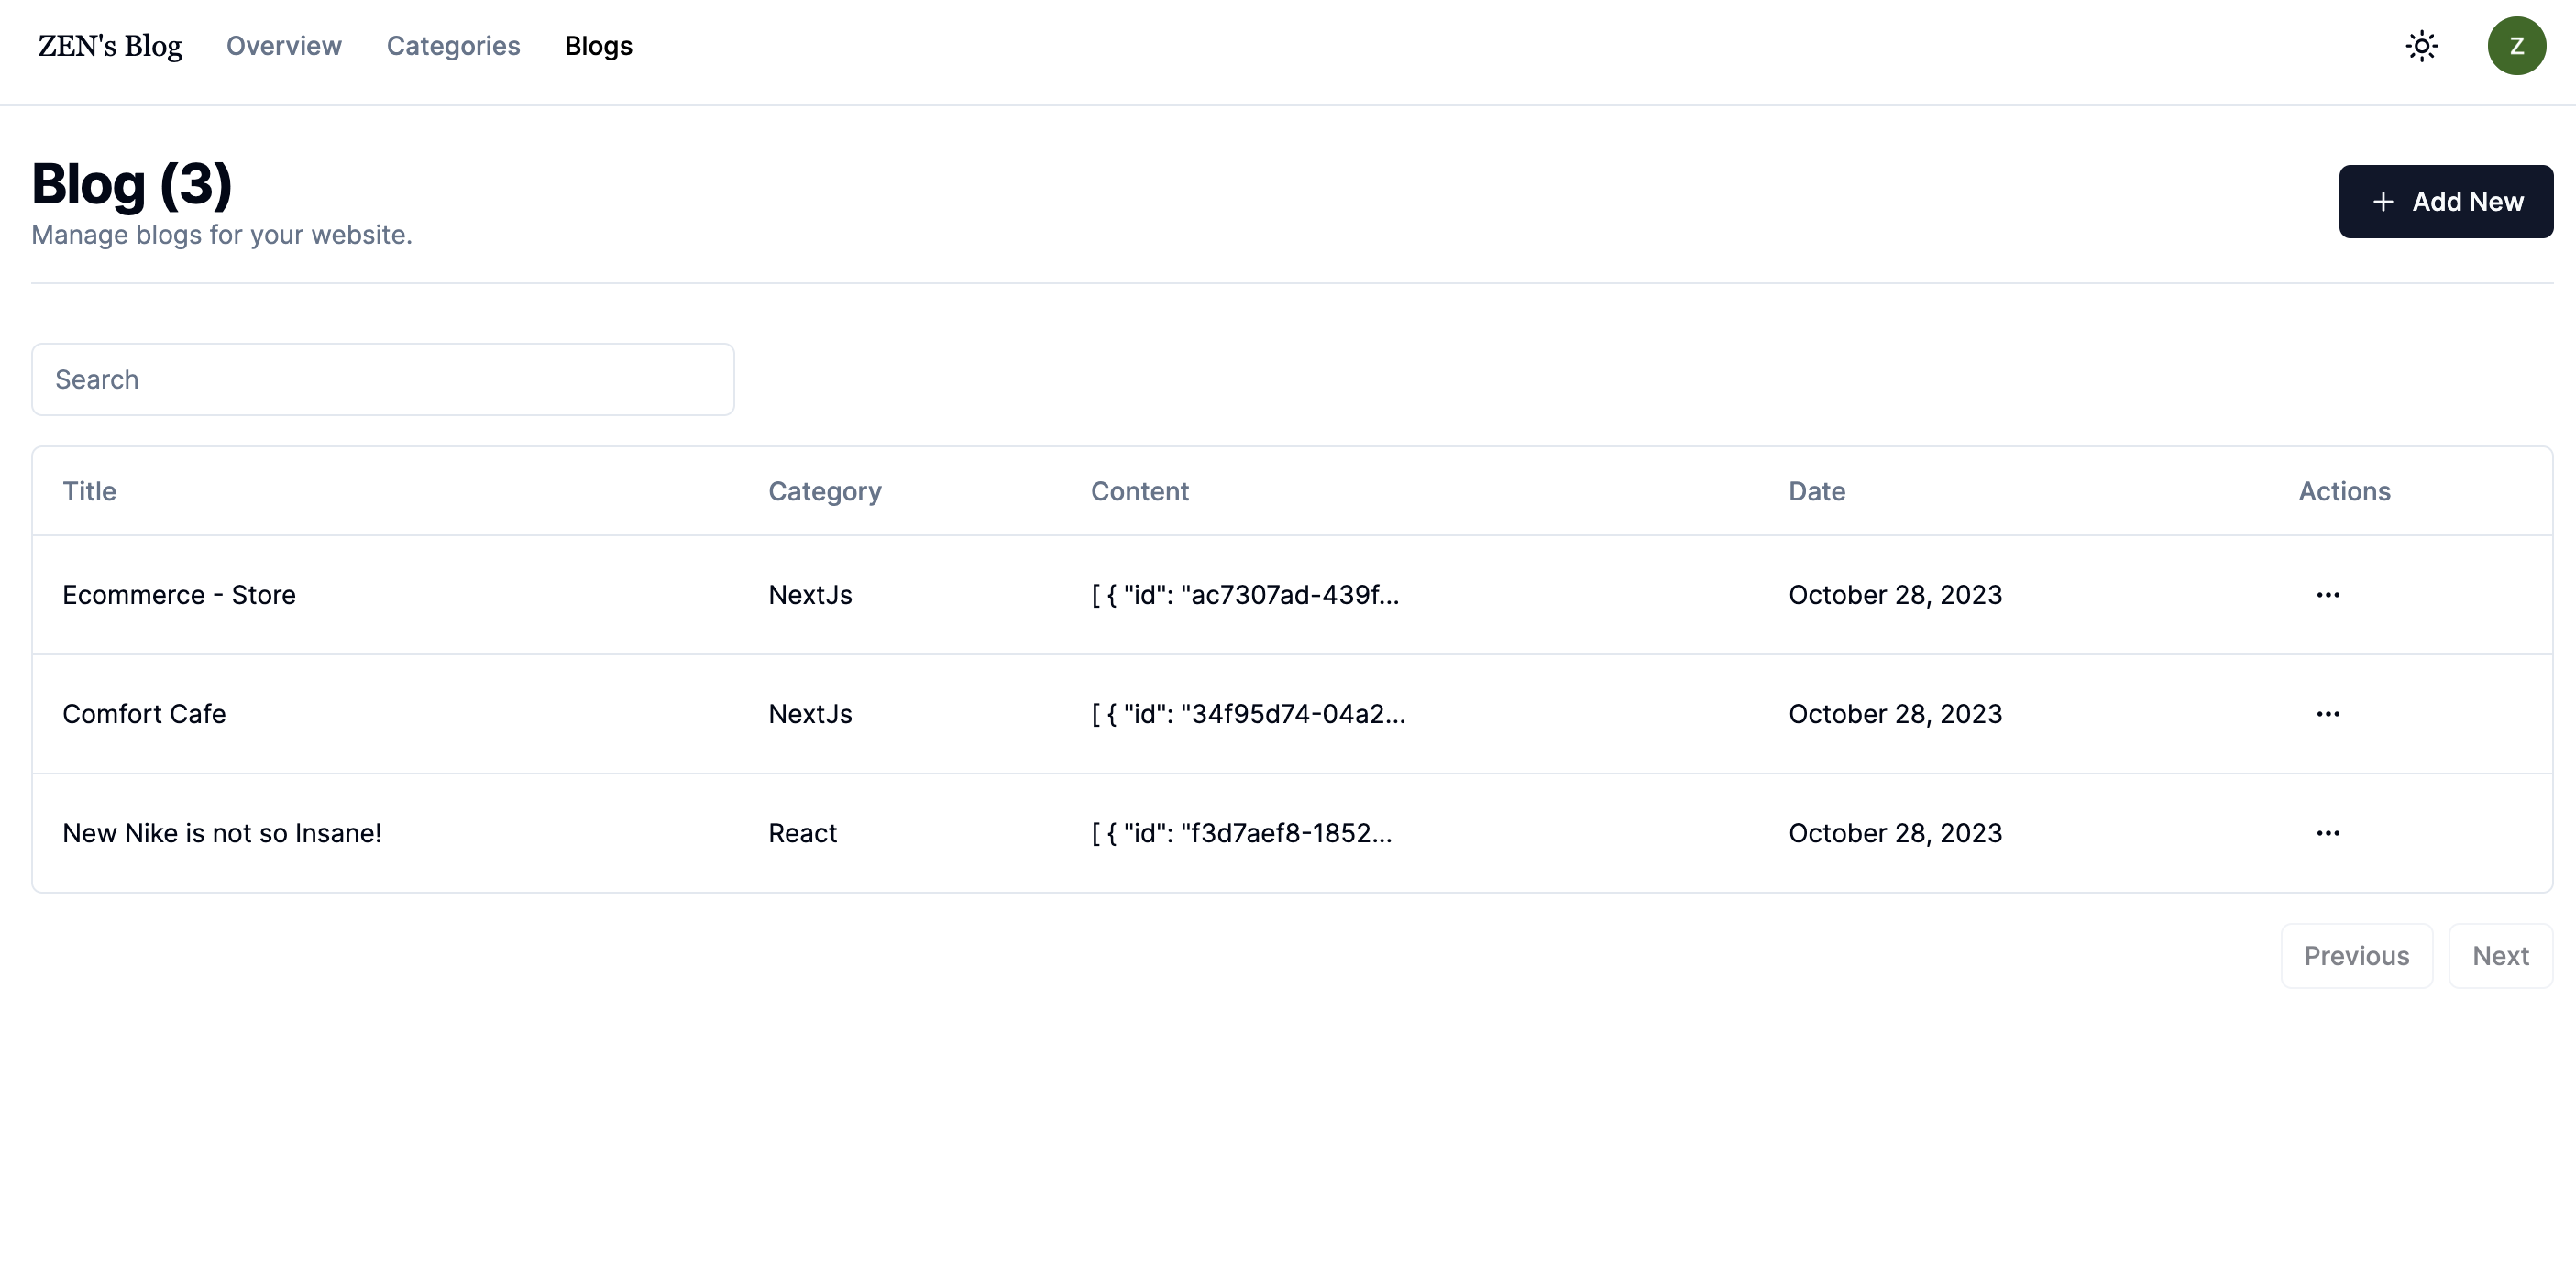 ZEN's Blog Overview Categories Blogs Z
Blog (3)
Manage blogs for your website.
+ Add New
Search
Title Category Content Date Actions
Ecommerce - Store NextJs [ { "id": "ac7307ad-439f... October 28, 2023 ...
Comfort Cafe NextJs [ { "id": "34f95d74-04a2... October 28, 2023 ...
New Nike is not so Insane! React [ { "id": "f3d7aef8-1852... October 28, 2023 ...
Previous Next